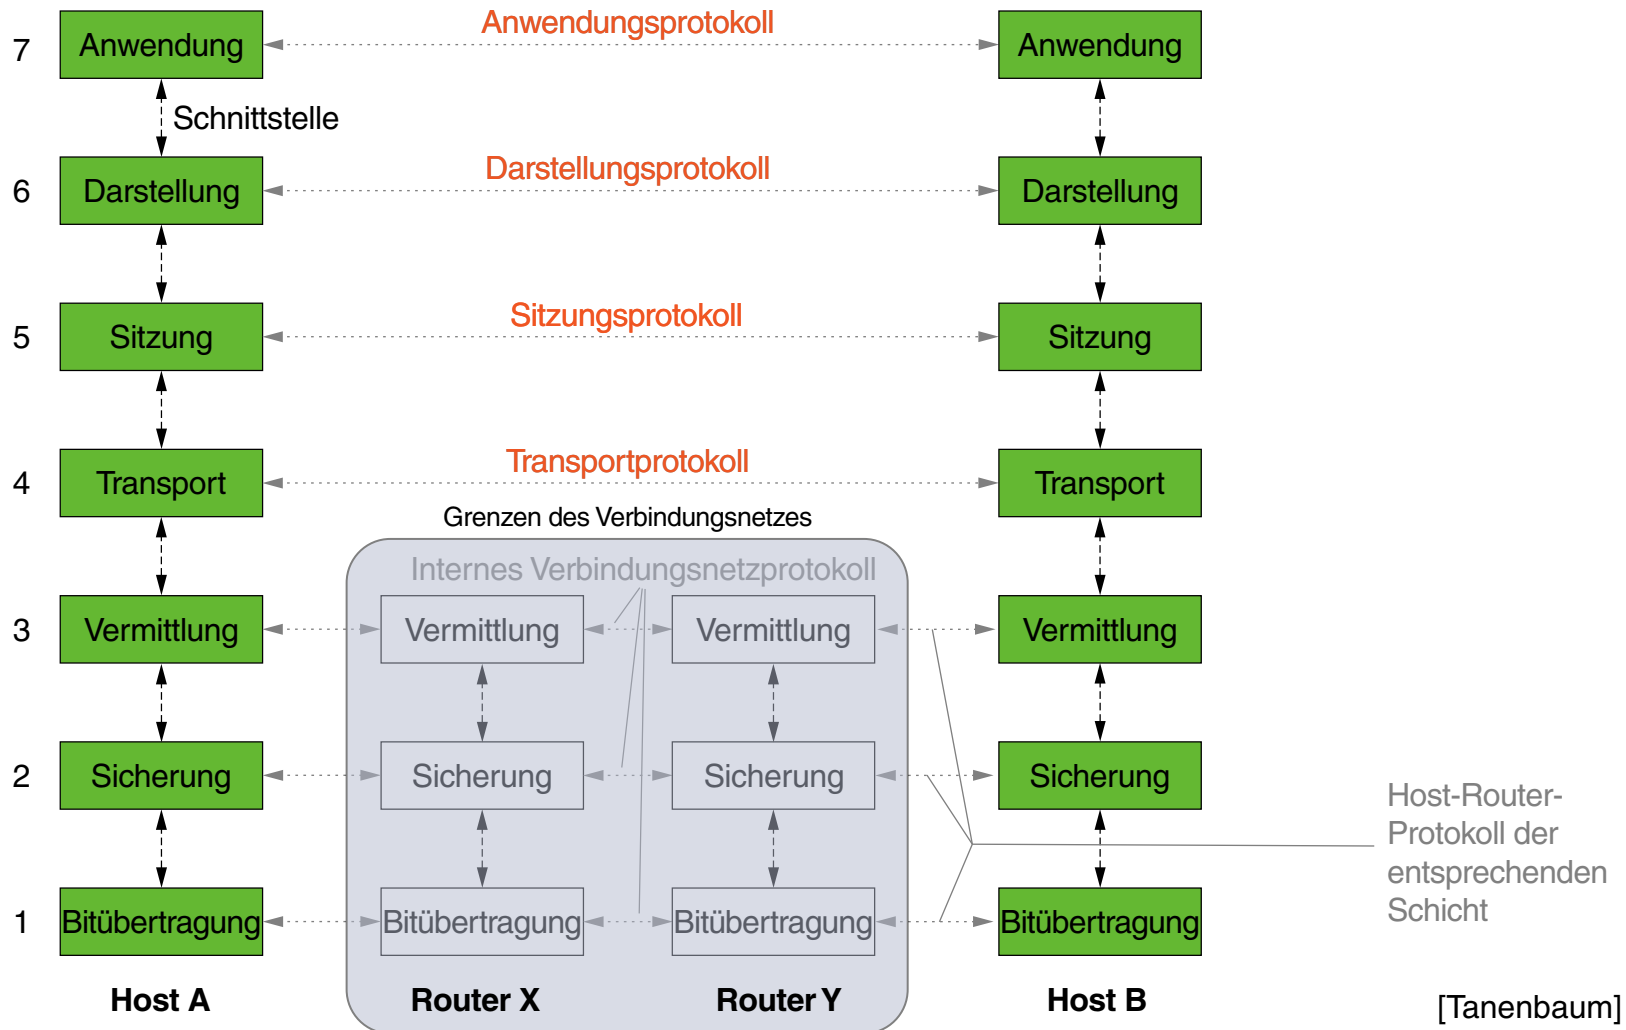 7
Anwendung
Anwendungsprotokoll
Anwendung
Schnittstelle
6
Darstellung
Darstellungsprotokoll
Darstellung
5
Sitzung
Sitzungsprotokoll
Sitzung
4
Transport
Transportprotokoll
Transport
Grenzen des Verbindungsnetzes
Internes Verbindungsnetzprotokoll
3
Vermittlung
Vermittlung
Vermittlung
Vermittlung
2
Sicherung
Sicherung
Sicherung
Sicherung
Host-Router-
Protokoll der
entsprechenden
Schicht
1
Bitübertragung
Bitübertragung
Bitübertragung
Bitübertragung
Host A
Router X
Router Y
Host B
[Tanenbaum]